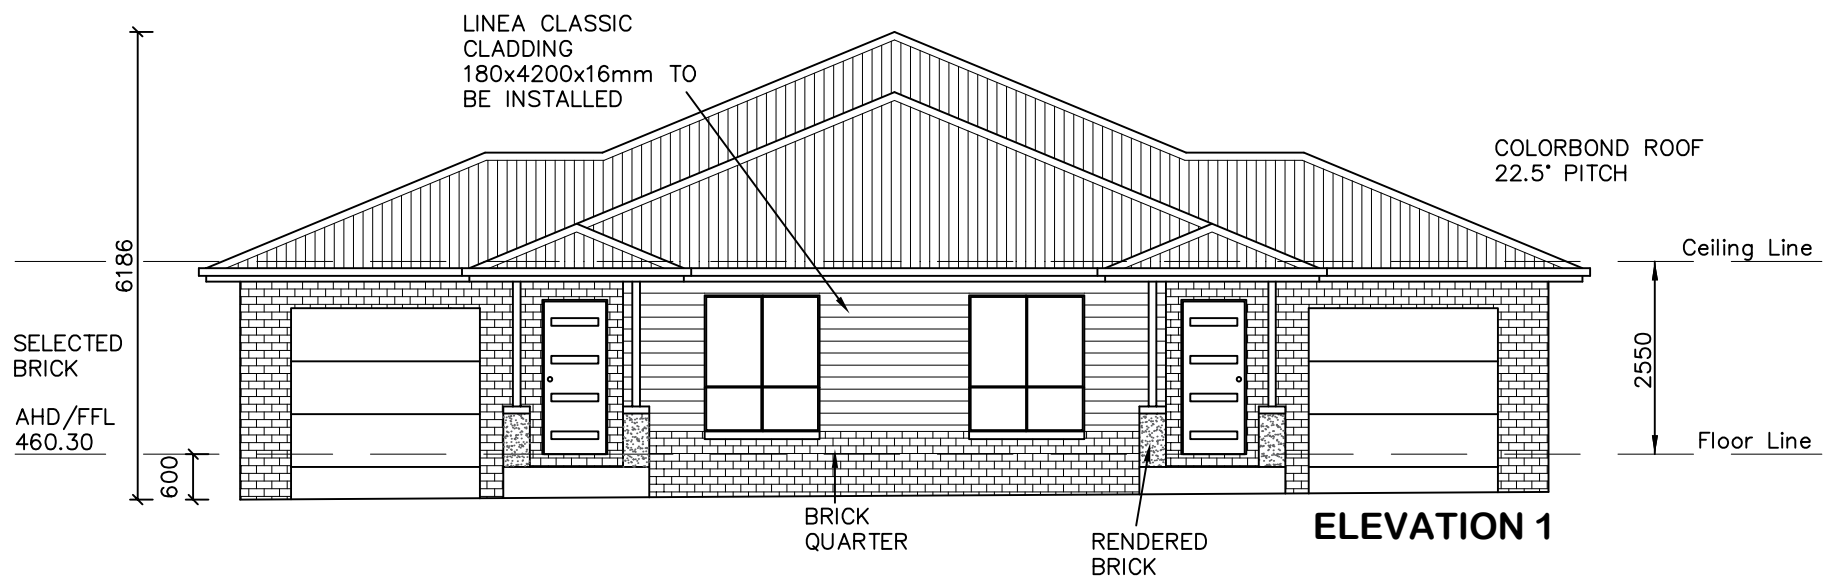 LINEA CLASSIC
CLADDING
180x4200x16mm TO
BE INSTALLED
COLORBOND ROOF
22.5° PITCH
6186
Ceiling Line
SELECTED
BRICK
2550
AHD/FFL
460.30
Floor Line
600
BRICK
QUARTER
RENDERED
BRICK
ELEVATION 1